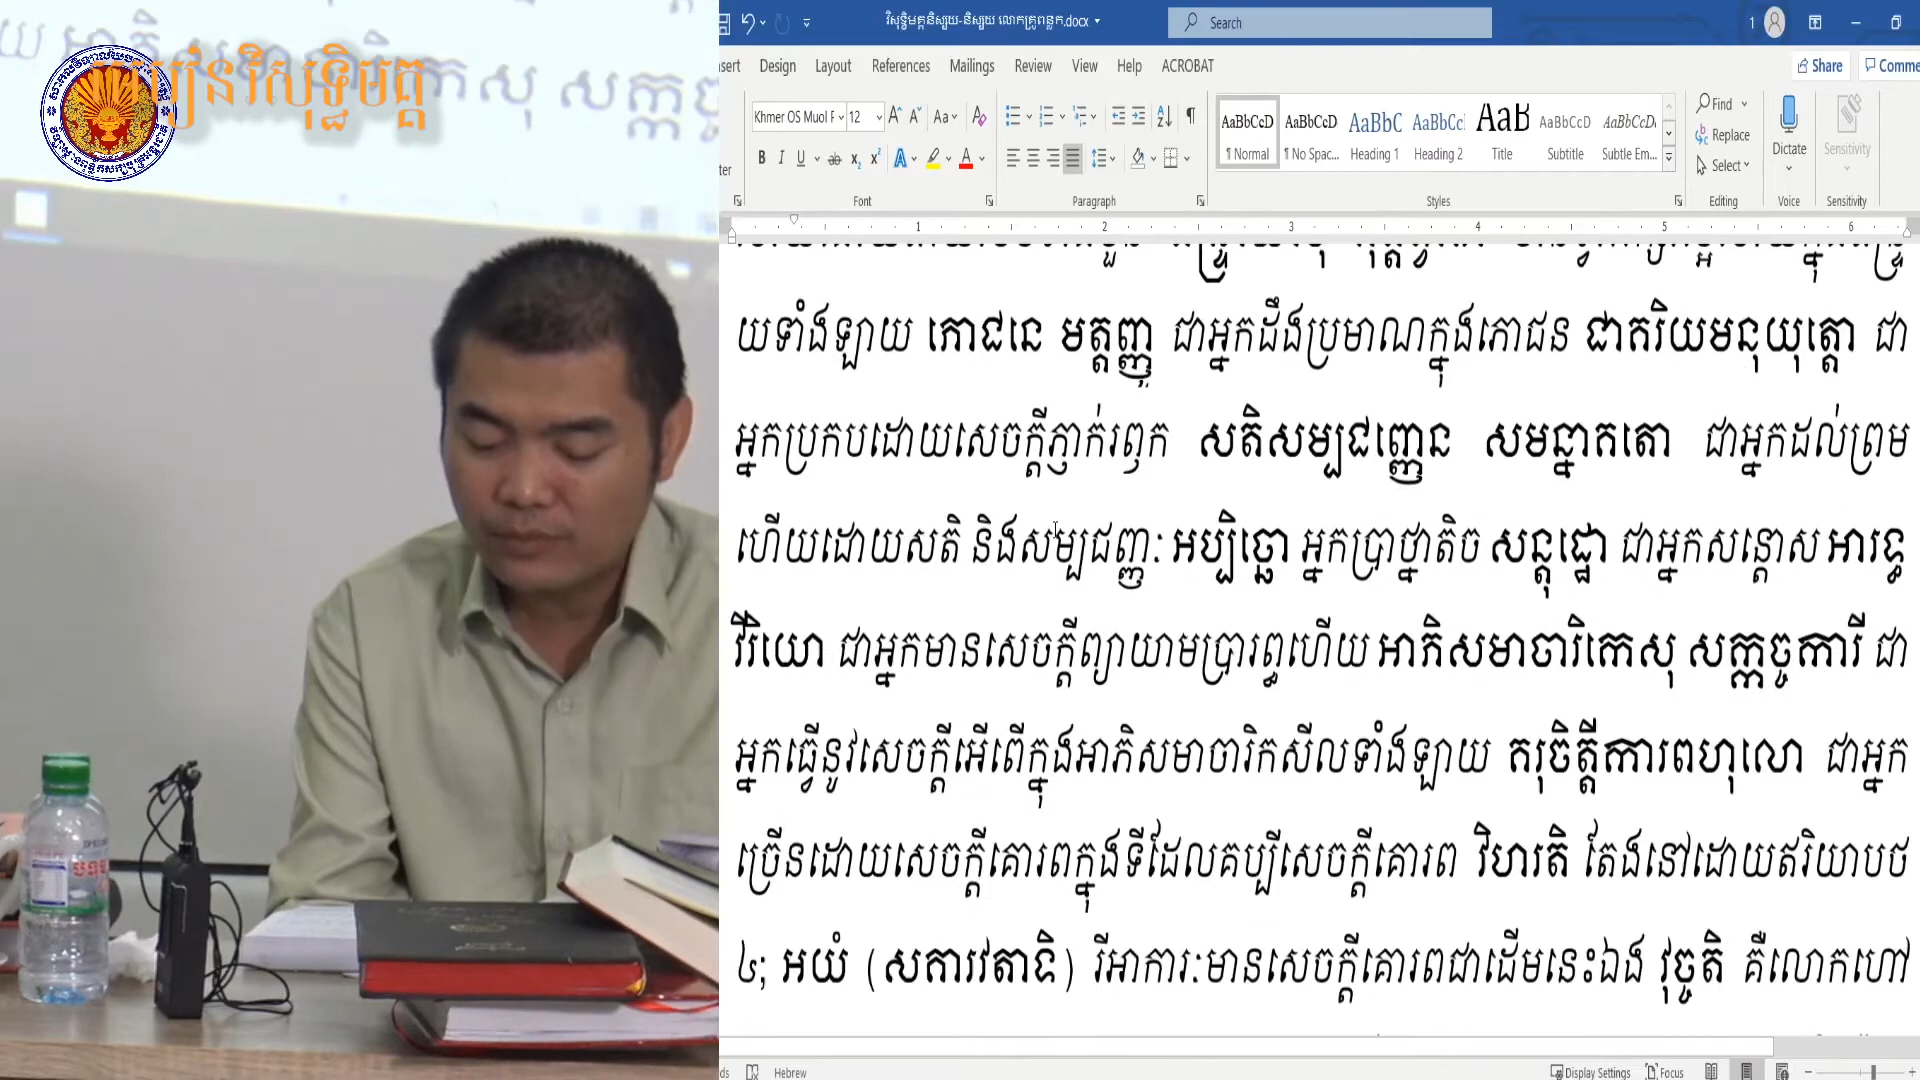 រៀនវិសុទ្ធិមគ្គ
វិសុទ្ធិមគ្គនិស្សយ-និស្សយ លោកគ្រូពន្លក.docx
Search
1
Design Layout References Mailings Review View Help ACROBAT
Share
Khmer OS Muol 12
AaBbCcD AaBbCcD AaBbC AaBbC AaB AaBbCcD AaBbCcD
¶ Normal ¶ No Spac... Heading 1 Heading 2 Title Subtitle Subtle Em...
Find
Replace
Select
Dictate
Sensitivity
Font Paragraph Styles Editing Voice Sensitivity
1 2 3 4 5 6
យទាំងឡាយ ភោជនេ មត្តញ្ញូ ជាអ្នកដឹងប្រមាណក្នុងភោជន ជាគរិយមនុយុត្តោ ជា
អ្នកប្រកបដោយសេចក្តីភ្ញាក់រឭក សតិសម្បជញ្ញេន សមន្នាគតោ ជាអ្នកដល់ព្រម
ហើយដោយសតិ និងសម្បជញ្ញៈ អប្បិច្ឆោ អ្នកប្រាថ្នាតិច សន្តុដ្ឋោ ជាអ្នកសន្តោស អារទ្ធ
វីរិយោ ជាអ្នកមានសេចក្តីព្យាយាមប្រារព្ធហើយ អាភិសមាចារិកេសុ សក្កច្ចការី ជា
អ្នកធ្វើនូវសេចក្តីអើពើក្នុងអាភិសមាចារិកសីលទាំងឡាយ គរុចិត្តីការពហុលោ ជាអ្នក
ច្រើនដោយសេចក្តីគោរពក្នុងទីដែលគប្បីសេចក្តីគោរព វិហរតិ តែងនៅដោយឥរិយាបថ
៤; អយំ (សគារវតាទិ) រីអាការៈមានសេចក្តីគោរពជាដើមនេះឯង វុច្ចតិ គឺលោកហៅ
Hebrew
Display Settings Focus